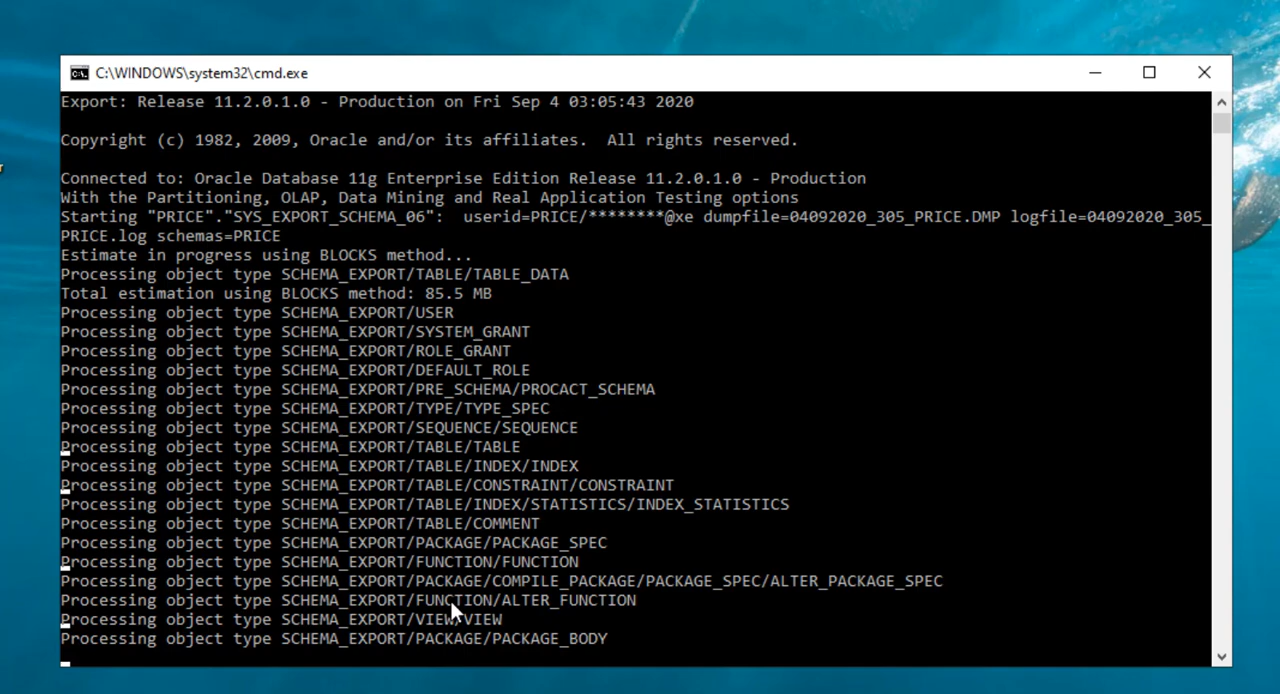 C:\WINDOWS\system32\cmd.exe
Export: Release 11.2.0.1.0 - Production on Fri Sep 4 03:05:43 2020
Copyright (c) 1982, 2009, Oracle and/or its affiliates.  All rights reserved.
Connected to: Oracle Database 11g Enterprise Edition Release 11.2.0.1.0 - Production
With the Partitioning, OLAP, Data Mining and Real Application Testing options
Starting "PRICE"."SYS_EXPORT_SCHEMA_06":  userid=PRICE/********@xe dumpfile=04092020_305_PRICE.DMP logfile=04092020_305_
PRICE.log schemas=PRICE
Estimate in progress using BLOCKS method...
Processing object type SCHEMA_EXPORT/TABLE/TABLE_DATA
Total estimation using BLOCKS method: 85.5 MB
Processing object type SCHEMA_EXPORT/USER
Processing object type SCHEMA_EXPORT/SYSTEM_GRANT
Processing object type SCHEMA_EXPORT/ROLE_GRANT
Processing object type SCHEMA_EXPORT/DEFAULT_ROLE
Processing object type SCHEMA_EXPORT/PRE_SCHEMA/PROCACT_SCHEMA
Processing object type SCHEMA_EXPORT/TYPE/TYPE_SPEC
Processing object type SCHEMA_EXPORT/SEQUENCE/SEQUENCE
Processing object type SCHEMA_EXPORT/TABLE/TABLE
Processing object type SCHEMA_EXPORT/TABLE/INDEX/INDEX
Processing object type SCHEMA_EXPORT/TABLE/CONSTRAINT/CONSTRAINT
Processing object type SCHEMA_EXPORT/TABLE/INDEX/STATISTICS/INDEX_STATISTICS
Processing object type SCHEMA_EXPORT/TABLE/COMMENT
Processing object type SCHEMA_EXPORT/PACKAGE/PACKAGE_SPEC
Processing object type SCHEMA_EXPORT/FUNCTION/FUNCTION
Processing object type SCHEMA_EXPORT/PACKAGE/COMPILE_PACKAGE/PACKAGE_SPEC/ALTER_PACKAGE_SPEC
Processing object type SCHEMA_EXPORT/FUNCTION/ALTER_FUNCTION
Processing object type SCHEMA_EXPORT/VIEW/VIEW
Processing object type SCHEMA_EXPORT/PACKAGE/PACKAGE_BODY